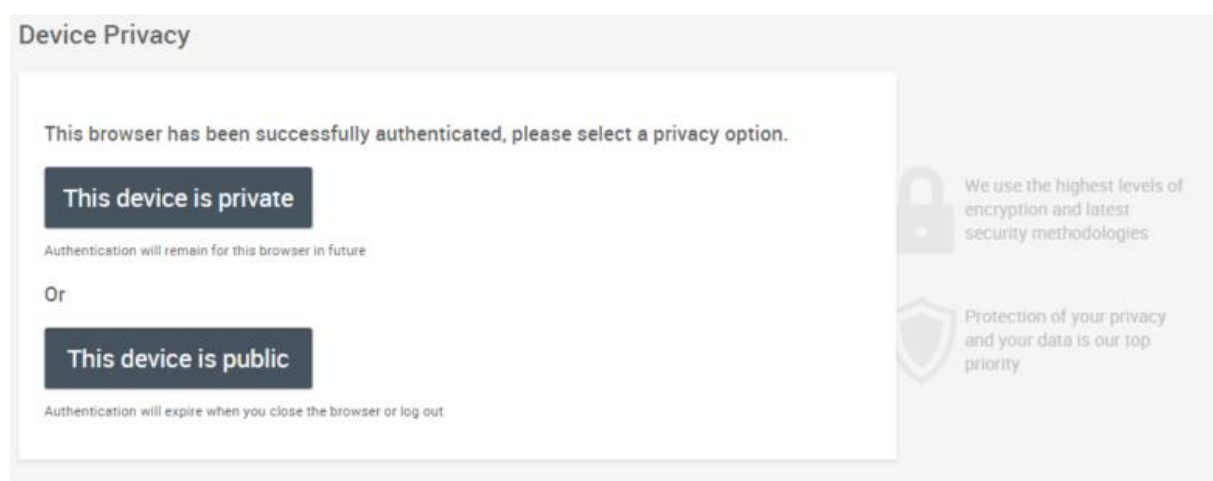 Device Privacy
This browser has been successfully authenticated, please select a privacy option.
This device is private
Authentication will remain for this browser in future
Or
This device is public
Authentication will expire when you close the browser or log out
We use the highest levels of
encryption and latest
security methodologies
Protection of your privacy
and your data is our top
priority